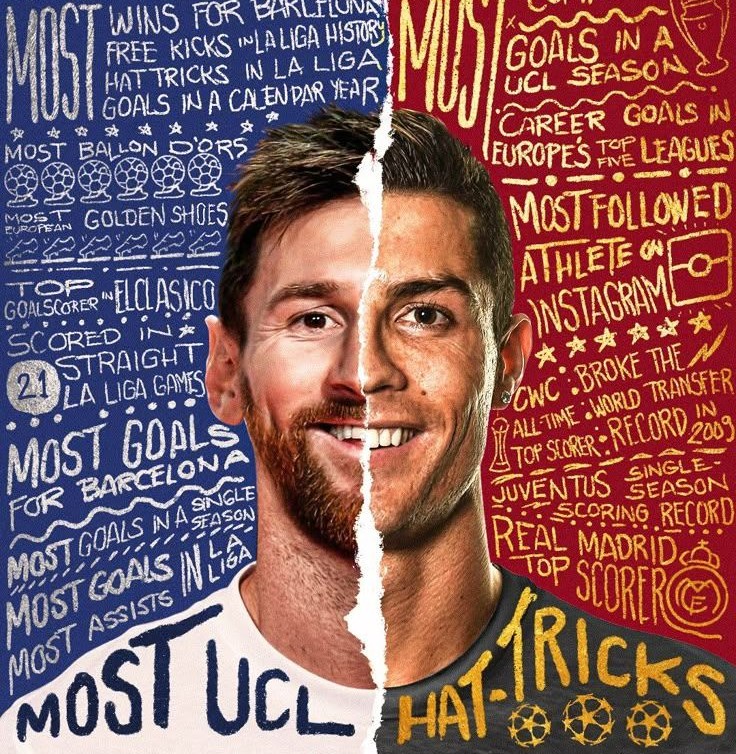 MOST
WINS FOR BARCELONA
FREE KICKS IN LA LIGA HISTORY
HAT TRICKS IN LA LIGA
GOALS IN A CALENDAR YEAR
MOST BALLON D'ORS
MOST EUROPEAN GOLDEN SHOES
TOP GOALSCORER IN EL CLASICO
SCORED IN
21 STRAIGHT
LA LIGA GAMES
MOST GOALS
FOR BARCELONA
MOST GOALS IN A SINGLE SEASON
MOST GOALS IN LA LIGA
MOST ASSISTS
MOST
GOALS IN A
UCL SEASON
CAREER GOALS IN
EUROPE'S TOP FIVE LEAGUES
MOST FOLLOWED
ATHLETE ON
INSTAGRAM
CWC
ALL-TIME
TOP SCORER
BROKE THE
WORLD TRANSFER
RECORD IN 2009
JUVENTUS SINGLE-
SEASON
SCORING RECORD
REAL MADRID
TOP SCORER
MOST UCL HAT-TRICKS